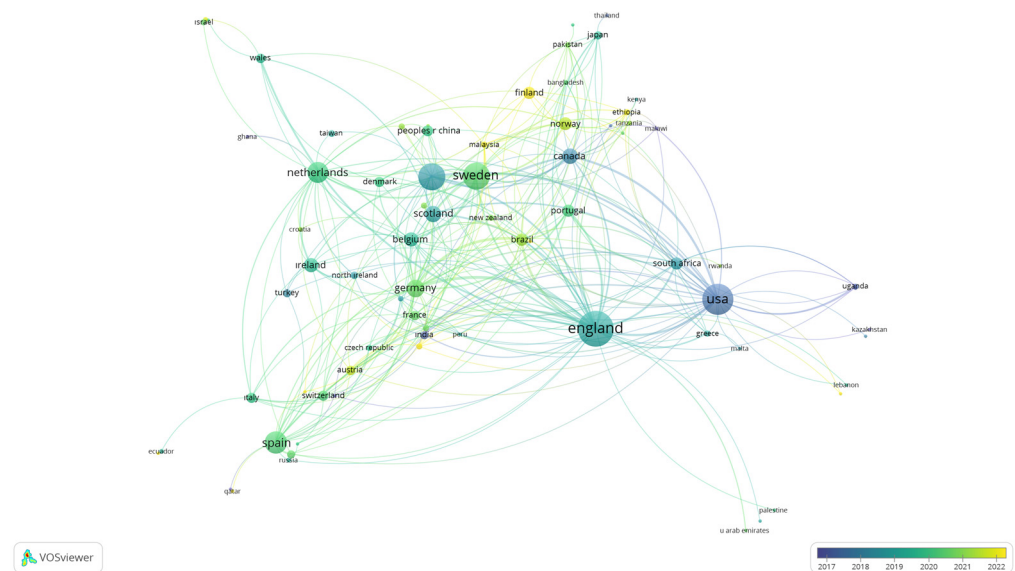 thailand
israel
japan
pakistan
wales
bangladesh
finland
kenya
ethiopia
norway
tanzania
malawi
peoples r china
taiwan
ghana
malaysia
canada
netherlands
sweden
denmark
portugal
scotland
new zealand
croatia
belgium
brazil
south africa
rwanda
ireland
north ireland
uganda
turkey
germany
usa
france
england
kazakhstan
india
peru
greece
czech republic
malta
austria
lebanon
italy
switzerland
spain
ecuador
russia
qatar
palestine
u arab emirates
VOSviewer
2017 2018 2019 2020 2021 2022